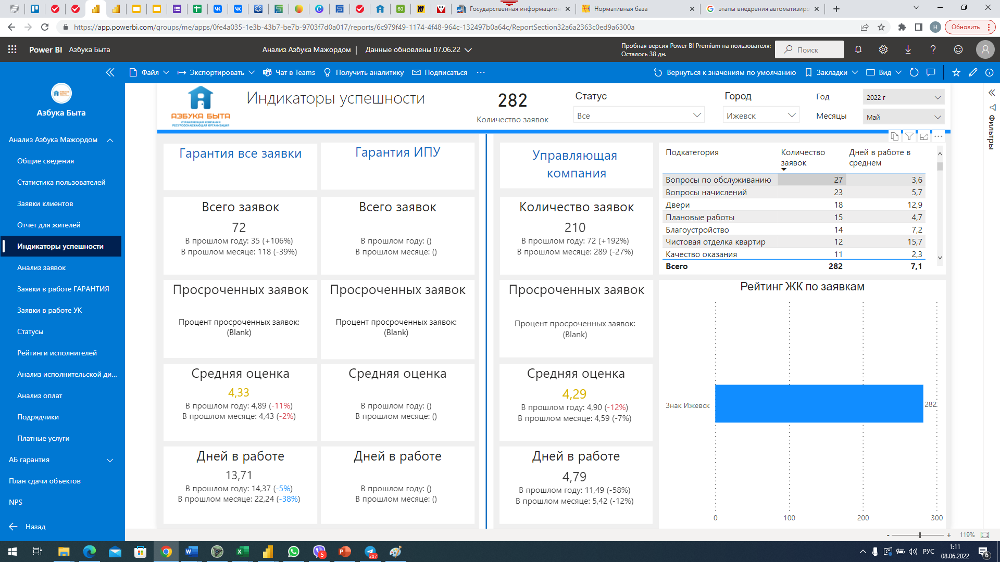 Государственная информацион
Нормативная база
этапы внедрения автоматизиро
https://app.powerbi.com/groups/me/apps/0fe4a035-1e3b-43b7-be7b-9703f7d0a017/reports/6c979f49-1174-4f48-964c-132497b0a64c/ReportSection32a6a2363c0ed9a6300a
Н
Обновить
Power BI
Азбука Быта
Анализ Азбука Мажордом | Данные обновлены 07.06.22
Пробная версия Power BI Premium на пользователя:
Осталось 38 дн.
Поиск
Файл
Экспортировать
Чат в Teams
Получить аналитику
Подписаться
...
Вернуться к значениям по умолчанию
Закладки
Вид
Азбука Быта
Анализ Азбука Мажордом
Общие сведения
Статистика пользователей
Заявки клиентов
Отчет для жителей
Индикаторы успешности
Анализ заявок
Заявки в работе ГАРАНТИЯ
Заявки в работе УК
Статусы
Рейтинги исполнителей
Анализ исполнительской ди...
Анализ оплат
Подрядчики
Платные услуги
АБ гарантия
План сдачи объектов
NPS
Назад
АЗБУКА БЫТА
УПРАВЛЯЮЩАЯ КОМПАНИЯ
РЕСУРСОСНАБЖАЮЩАЯ ОРГАНИЗАЦИЯ
Индикаторы успешности
282
Количество заявок
Статус
Все
Город
Ижевск
Год
2022 г
Месяцы
Май
Фильтры
Гарантия все заявки
Всего заявок
72
В прошлом году: 35 (+106%)
В прошлом месяце: 118 (-39%)
Просроченных заявок
Процент просроченных заявок:
(Blank)
Средняя оценка
4,33
В прошлом году: 4,89 (-11%)
В прошлом месяце: 4,43 (-2%)
Дней в работе
13,71
В прошлом году: 14,37 (-5%)
В прошлом месяце: 22,24 (-38%)
Гарантия ИПУ
Всего заявок
В прошлом году: ()
В прошлом месяце: ()
Просроченных заявок
Процент просроченных заявок:
(Blank)
Средняя оценка
В прошлом году: ()
В прошлом месяце: ()
Дней в работе
В прошлом году: ()
В прошлом месяце: ()
Управляющая
компания
Количество заявок
210
В прошлом году: 72 (+192%)
В прошлом месяце: 289 (-27%)
Просроченных заявок
Процент просроченных заявок:
(Blank)
Средняя оценка
4,29
В прошлом году: 4,90 (-12%)
В прошлом месяце: 4,59 (-7%)
Дней в работе
4,79
В прошлом году: 11,49 (-58%)
В прошлом месяце: 5,42 (-12%)
Подкатегория Количество заявок Дней в работе в среднем
Вопросы по обслуживанию 27 3,6
Вопросы начислений 23 5,7
Двери 18 12,9
Плановые работы 15 4,7
Благоустройство 14 7,2
Чистовая отделка квартир 12 15,7
Качество оказания 11 2,3
Всего 282 7,1
Рейтинг ЖК по заявкам
Знак Ижевск
282
0 100 200 300
- + 119%
5
207
РУС
1:11
08.06.2022
6